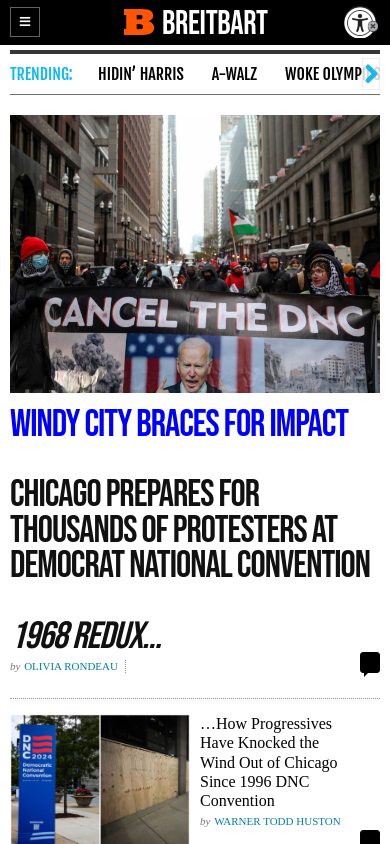 BREITBART
TRENDING:
HIDIN’ HARRIS
A–WALZ
WOKE OLYMP
CANCEL THE DNC
WINDY CITY BRACES FOR IMPACT
CHICAGO PREPARES FOR
THOUSANDS OF PROTESTERS AT
DEMOCRAT NATIONAL CONVENTION
1968 REDUX…
by OLIVIA RONDEAU
DNC
2024
Democratic
National
Convention
…How Progressives
Have Knocked the
Wind Out of Chicago
Since 1996 DNC
Convention
by WARNER TODD HUSTON